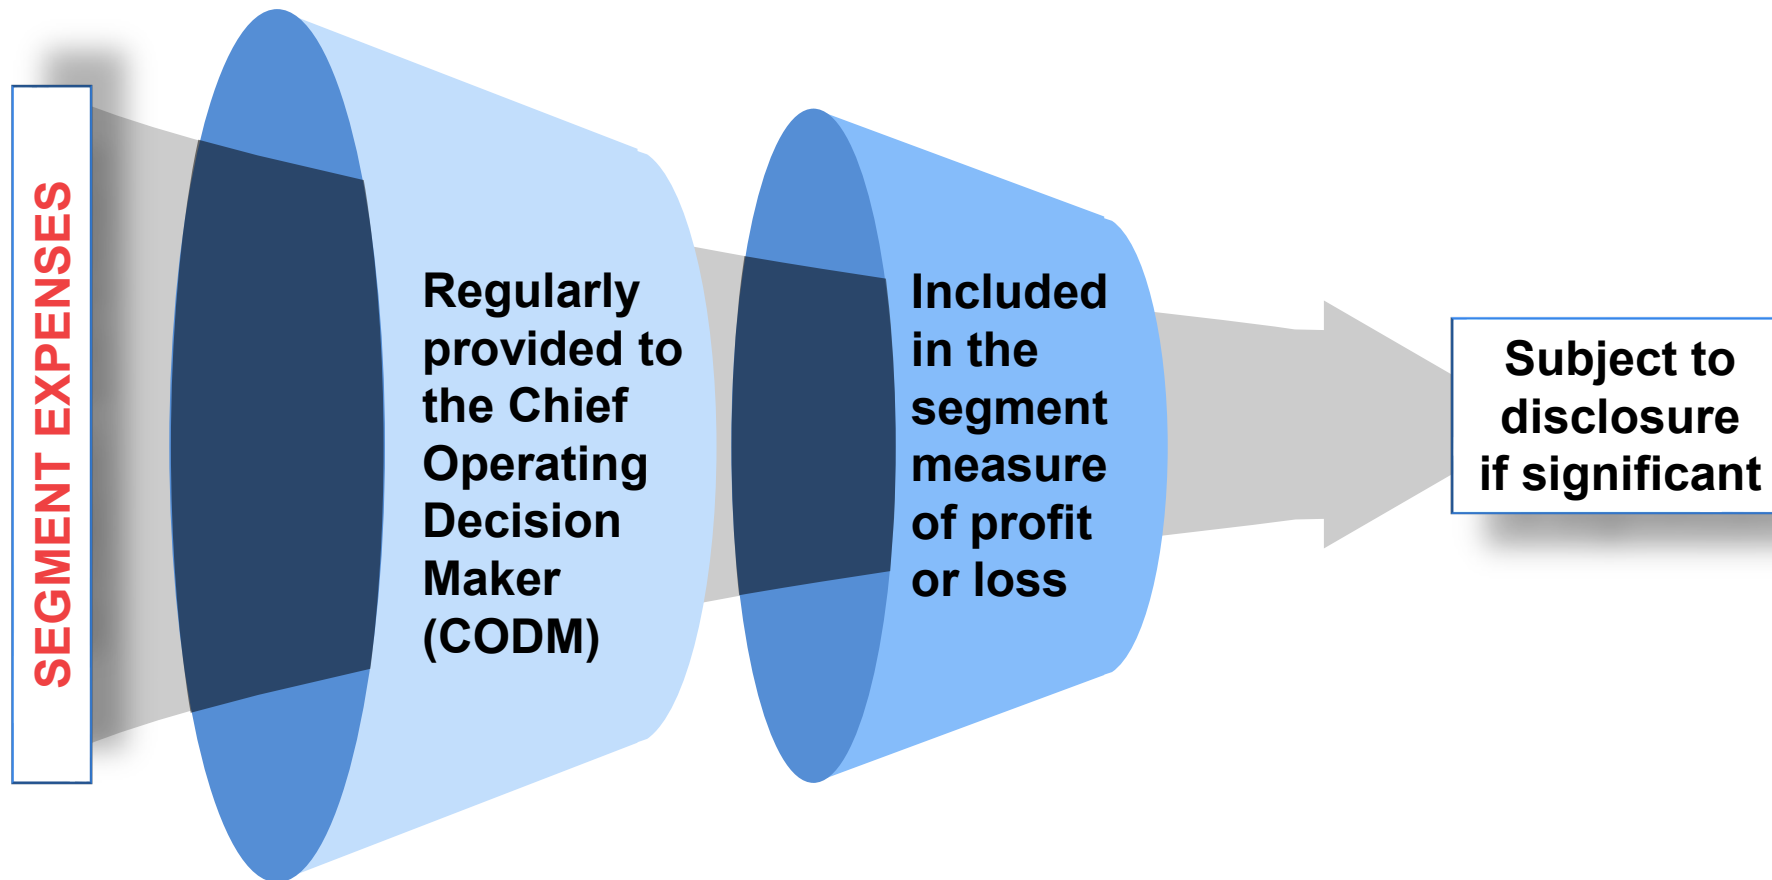 SEGMENT EXPENSES
Regularly
provided to
the Chief
Operating
Decision
Maker
(CODM)
Included
in the
segment
measure
of profit
or loss
Subject to
disclosure
if significant